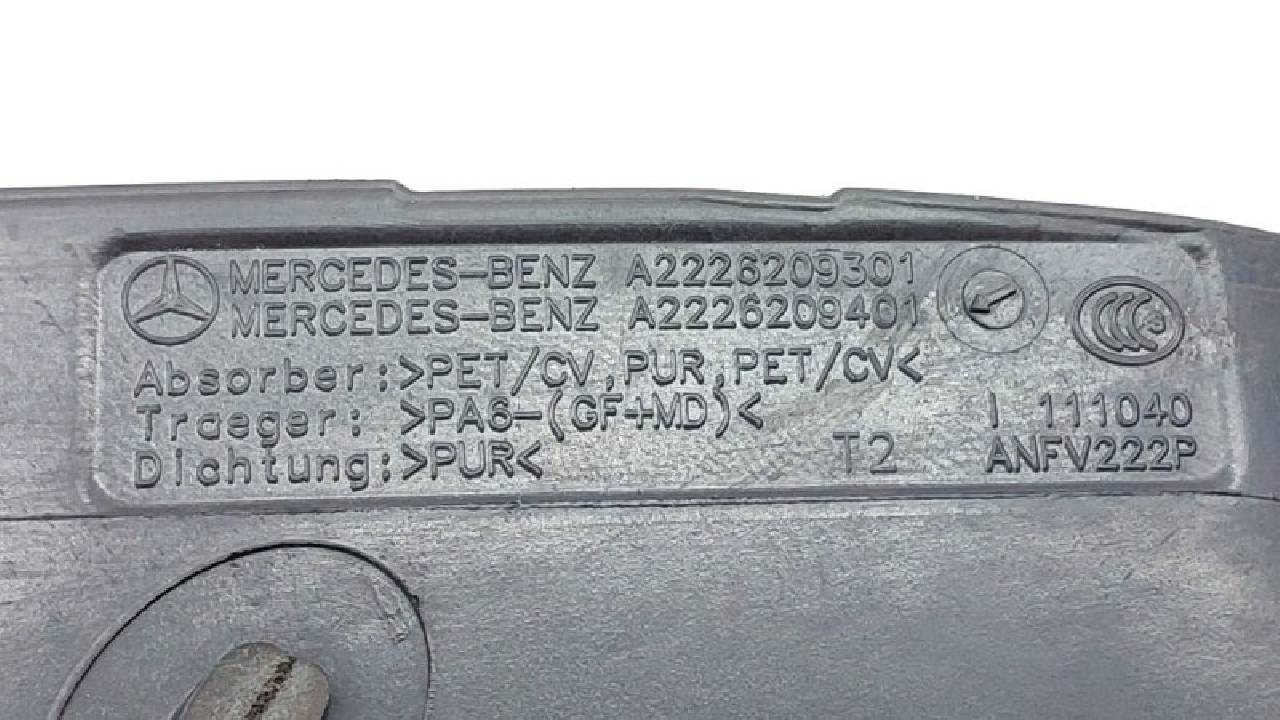 MERCEDES-BENZ A2226209301
MERCEDES-BENZ A2226209401
CCC S
Absorber:>PET/CV,PUR,PET/CV<
Traeger: >PA6-(GF+MD)< I 111040
Dichtung:>PUR< T2 ANFV222P